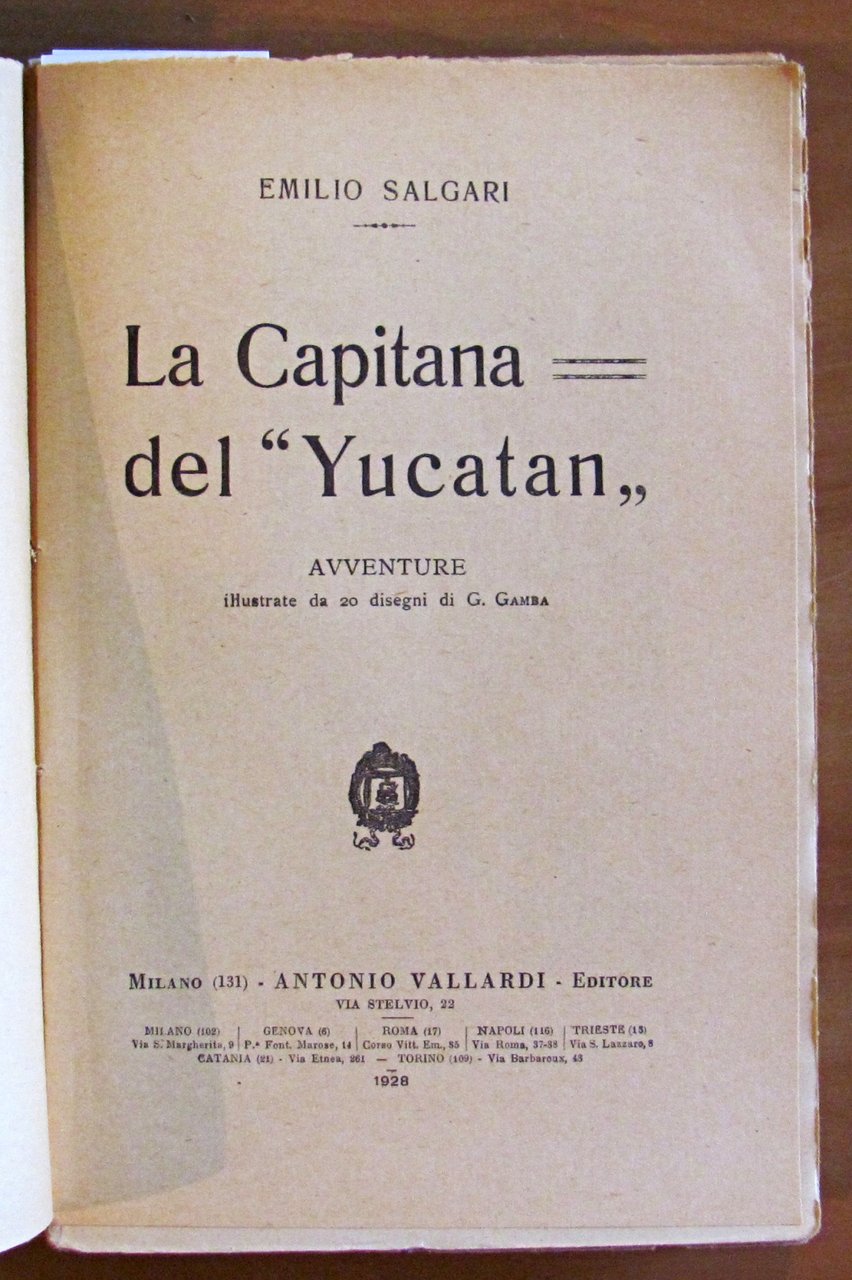 EMILIO SALGARI
La Capitana
del “Yucatan„
AVVENTURE
illustrate da 20 disegni di G. GAMBA
MILANO (131) - ANTONIO VALLARDI - EDITORE
VIA STELVIO, 22
MILANO (102) | GENOVA (6) | ROMA (17) | NAPOLI (116) | TRIESTE (15)
Via S. Margherita, 9 | P.ª Font. Marose, 14 | Corso Vitt. Em., 35 | Via Roma, 37-38 | Via S. Lazzaro, 8
CATANIA (21) - Via Etnea, 261 — TORINO (109) - Via Barbaroux, 43
1928